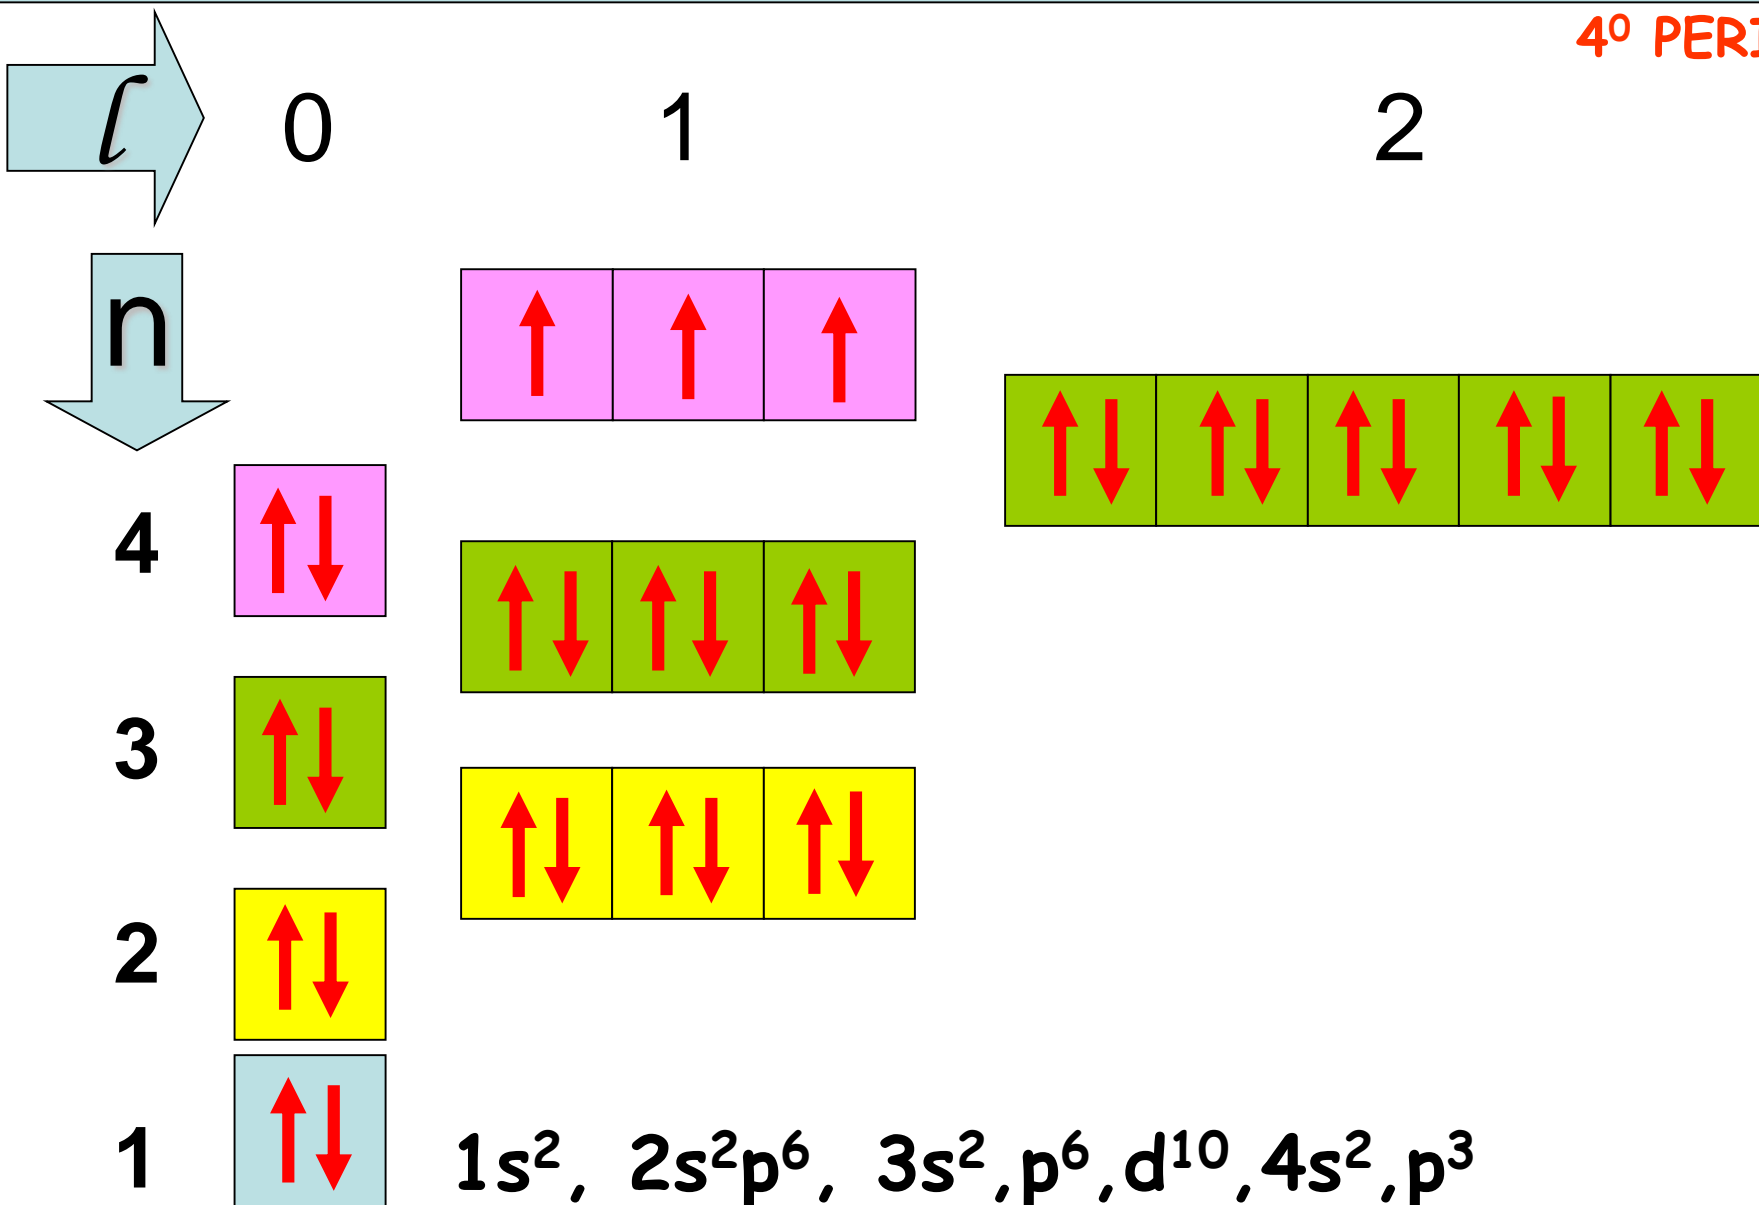 4⁰ PERI
l 0 1 2
n
4
3
2
1
1s², 2s²p⁶, 3s²,p⁶,d¹⁰,4s²,p³